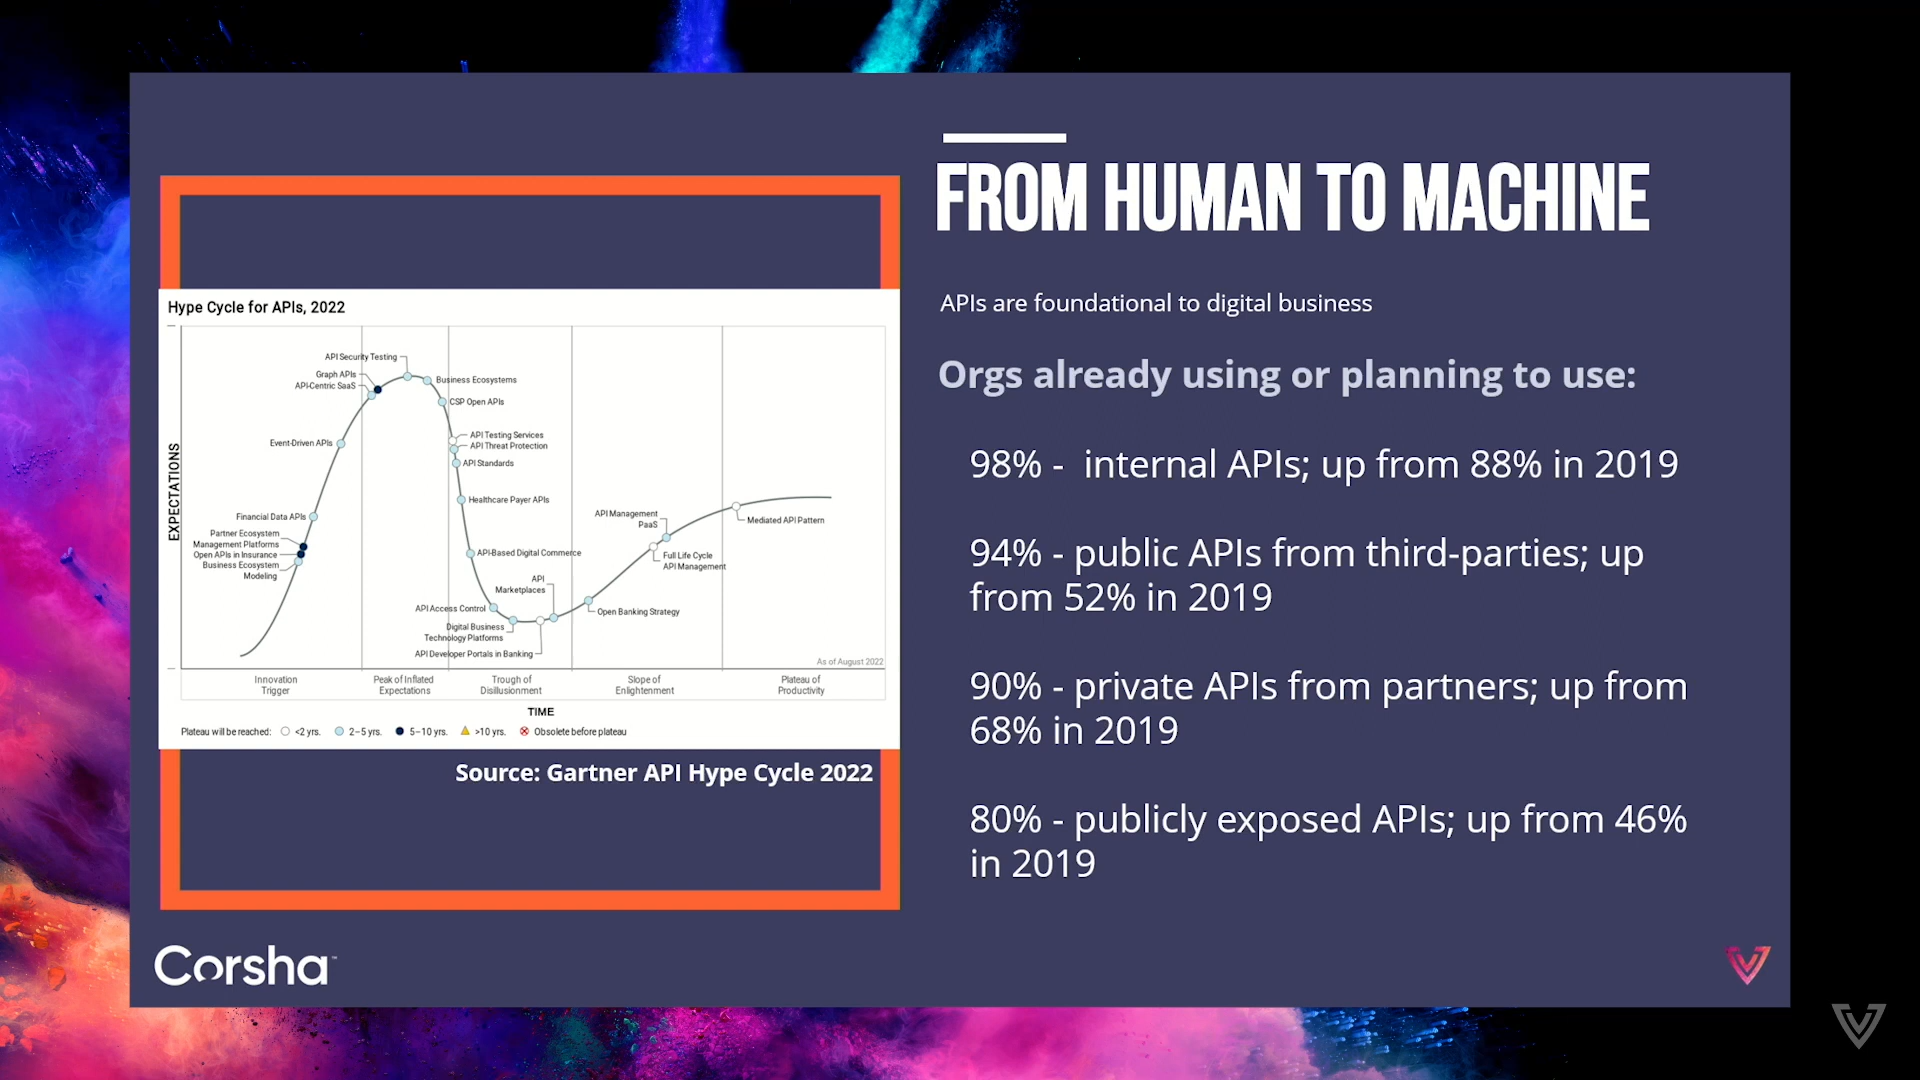 FROM HUMAN TO MACHINE
APIs are foundational to digital business
Orgs already using or planning to use:
98% -  internal APIs; up from 88% in 2019
94% - public APIs from third-parties; up
from 52% in 2019
90% - private APIs from partners; up from
68% in 2019
80% - publicly exposed APIs; up from 46%
in 2019
Hype Cycle for APIs, 2022
EXPECTATIONS
API Security Testing
Graph APIs
API-Centric SaaS
Event-Driven APIs
Financial Data APIs
Partner Ecosystem
Management Platforms
Open APIs in Insurance
Business Ecosystem
Modeling
Business Ecosystems
CSP Open APIs
API Testing Services
API Threat Protection
API Standards
Healthcare Payer APIs
API-Based Digital Commerce
API
Marketplaces
API Access Control
Digital Business
Technology Platforms
API Developer Portals in Banking
Open Banking Strategy
API Management
PaaS
Full Life Cycle
API Management
Mediated API Pattern
As of August 2022
Innovation
Trigger
Peak of Inflated
Expectations
Trough of
Disillusionment
Slope of
Enlightenment
Plateau of
Productivity
TIME
Plateau will be reached: <2 yrs. 2–5 yrs. 5–10 yrs. >10 yrs. Obsolete before plateau
Source: Gartner API Hype Cycle 2022
Corsha™